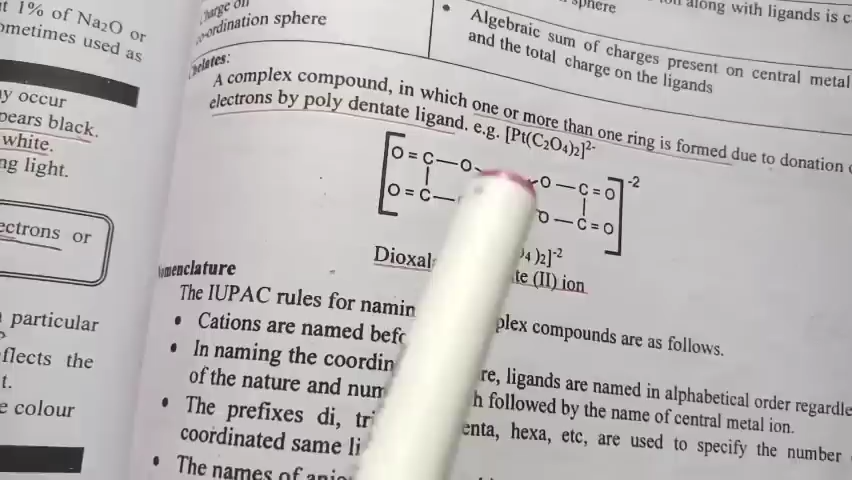 t 1% of Na₂O or
ometimes used as
y occur
pears black.
white.
ng light.
ectrons or
particular
flects the
t.
e colour
harge on
ordination sphere
sphere
along with ligands is c
• Algebraic sum of charges present on central metal
and the total charge on the ligands
helates:
A complex compound, in which one or more than one ring is formed due to donation o
electrons by poly dentate ligand. e.g. [Pt(C₂O₄)₂]²⁻
O = C — O O — C = O -2
O = C — O — C = O
Dioxal 4 )₂]⁻²
te (II) ion
omenclature
The IUPAC rules for namin plex compounds are as follows.
• Cations are named befo
• In naming the coordin re, ligands are named in alphabetical order regardle
of the nature and num h followed by the name of central metal ion.
• The prefixes di, tri enta, hexa, etc, are used to specify the number
coordinated same li
• The names of anio